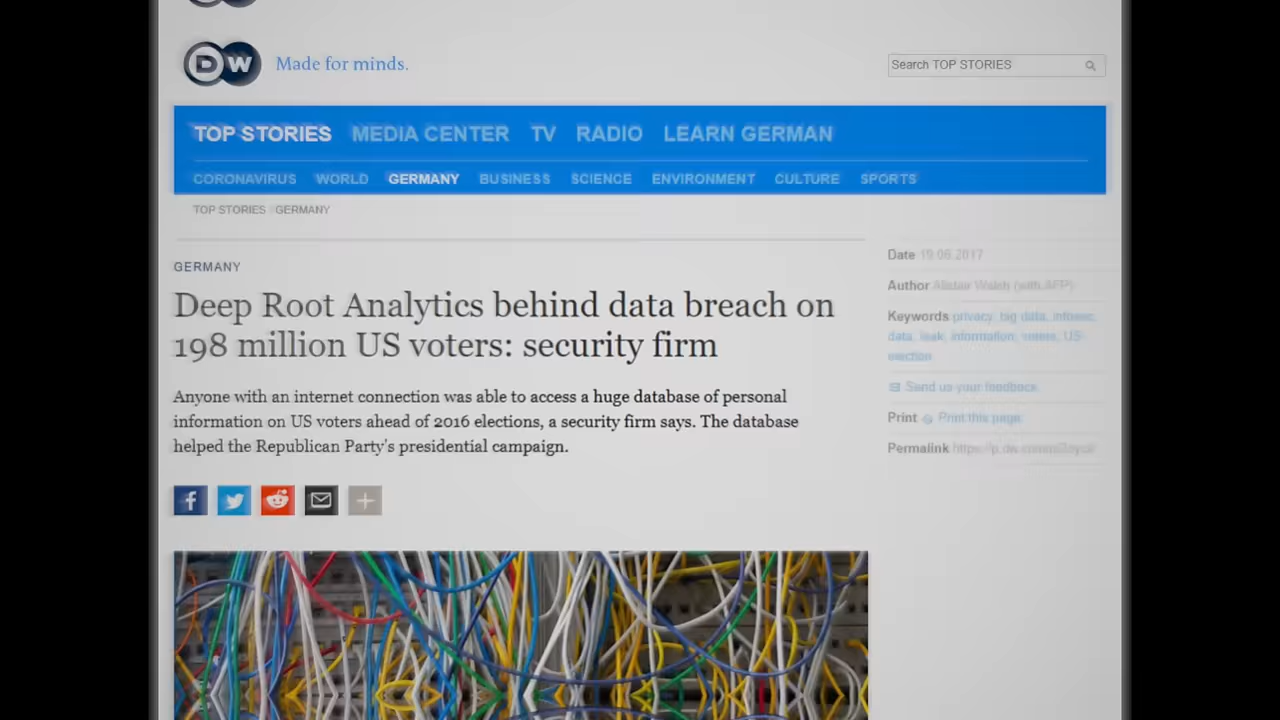 DW Made for minds.
Search TOP STORIES
TOP STORIES MEDIA CENTER TV RADIO LEARN GERMAN
CORONAVIRUS WORLD GERMANY BUSINESS SCIENCE ENVIRONMENT CULTURE SPORTS
TOP STORIES GERMANY
GERMANY
Deep Root Analytics behind data breach on
198 million US voters: security firm
Anyone with an internet connection was able to access a huge database of personal
information on US voters ahead of 2016 elections, a security firm says. The database
helped the Republican Party's presidential campaign.
Date 19.06.2017
Author Alistair Walsh (with AFP)
Keywords privacy, big data, infosec,
data, leak, information, voters, US
election
Send us your feedback.
Print Print this page
Permalink